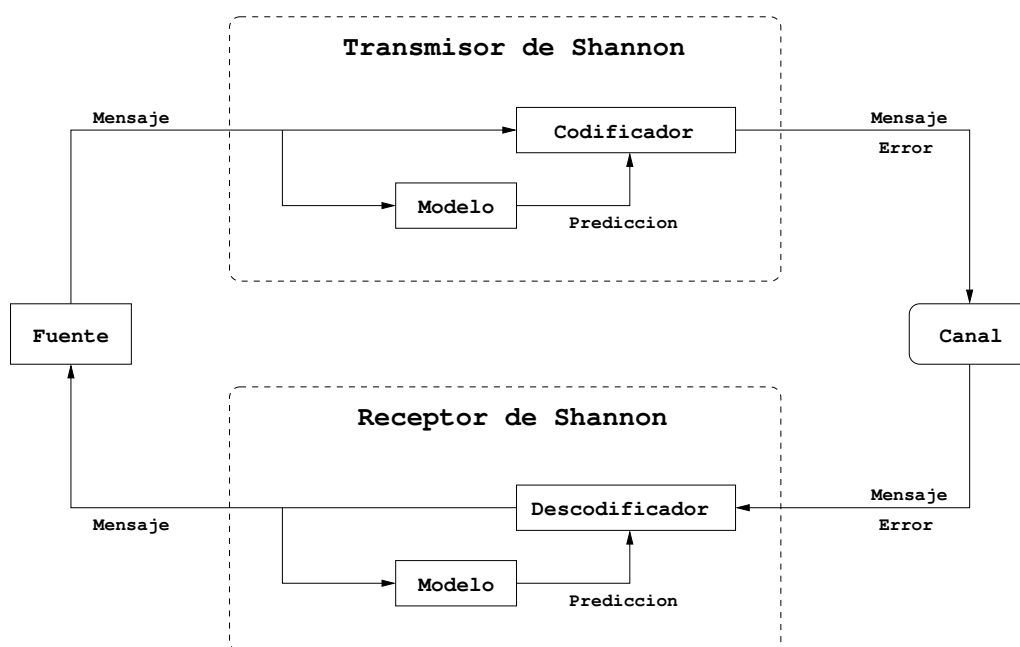 Transmisor de Shannon
Mensaje
Codificador
Mensaje
Error
Modelo
Prediccion
Fuente
Canal
Receptor de Shannon
Descodificador
Mensaje
Error
Mensaje
Modelo
Prediccion